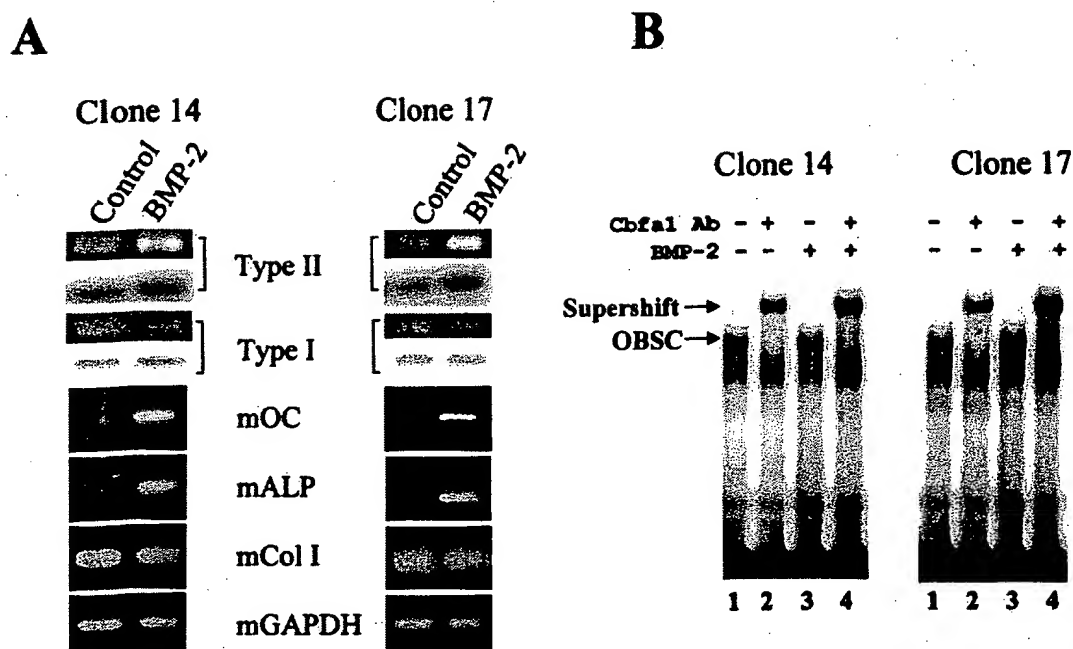 A
Clone 14
Clone 17
Control
BMP-2
Control
BMP-2
Type II
Type I
mOC
mALP
mCol I
mGAPDH
B
Clone 14
Clone 17
Cbfa1 Ab - + - + - + - +
BMP-2 - - + + - - + +
Supershift→
OBSC→
1 2 3 4 1 2 3 4